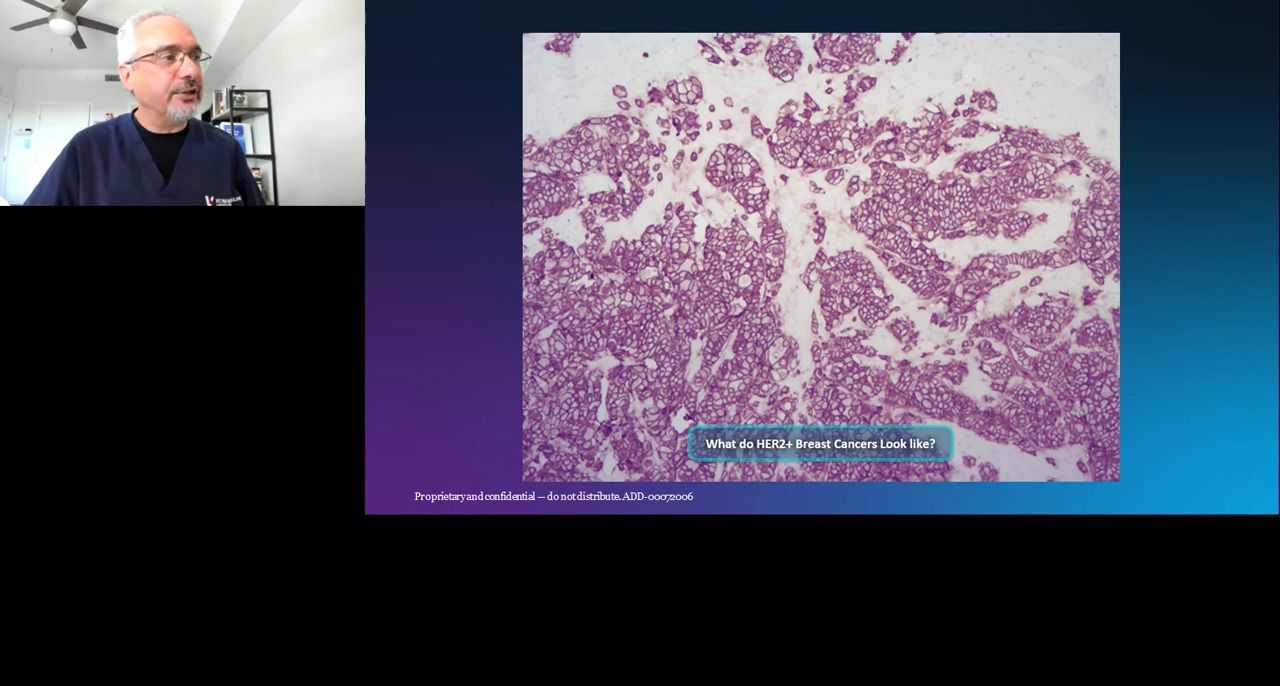 What do HER2+ Breast Cancers Look like?
Proprietary and confidential — do not distribute. ADD-00072006